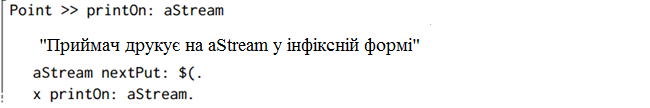 Point >> printOn: aStream
"Приймач друкує на aStream у інфіксній формі"
aStream nextPut: $(.
x printOn: aStream.